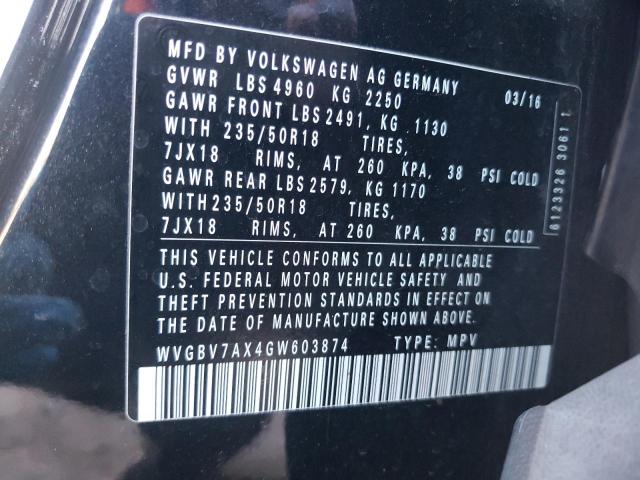 MFD BY VOLKSWAGEN AG GERMANY 03/16
GVWR LBS 4960 KG 2250
GAWR FRONT LBS 2491, KG 1130
WITH 235/50R18 TIRES,
7JX18 RIMS, AT 260 KPA, 38 PSI COLD
GAWR REAR LBS 2579, KG 1170
WITH 235/50R18 TIRES,
7JX18 RIMS, AT 260 KPA, 38 PSI COLD
6123326 3061 1
THIS VEHICLE CONFORMS TO ALL APPLICABLE
U.S. FEDERAL MOTOR VEHICLE SAFETY AND
THEFT PREVENTION STANDARDS IN EFFECT ON
THE DATE OF MANUFACTURE SHOWN ABOVE.
WVGBV7AX4GW603874 TYPE: MPV